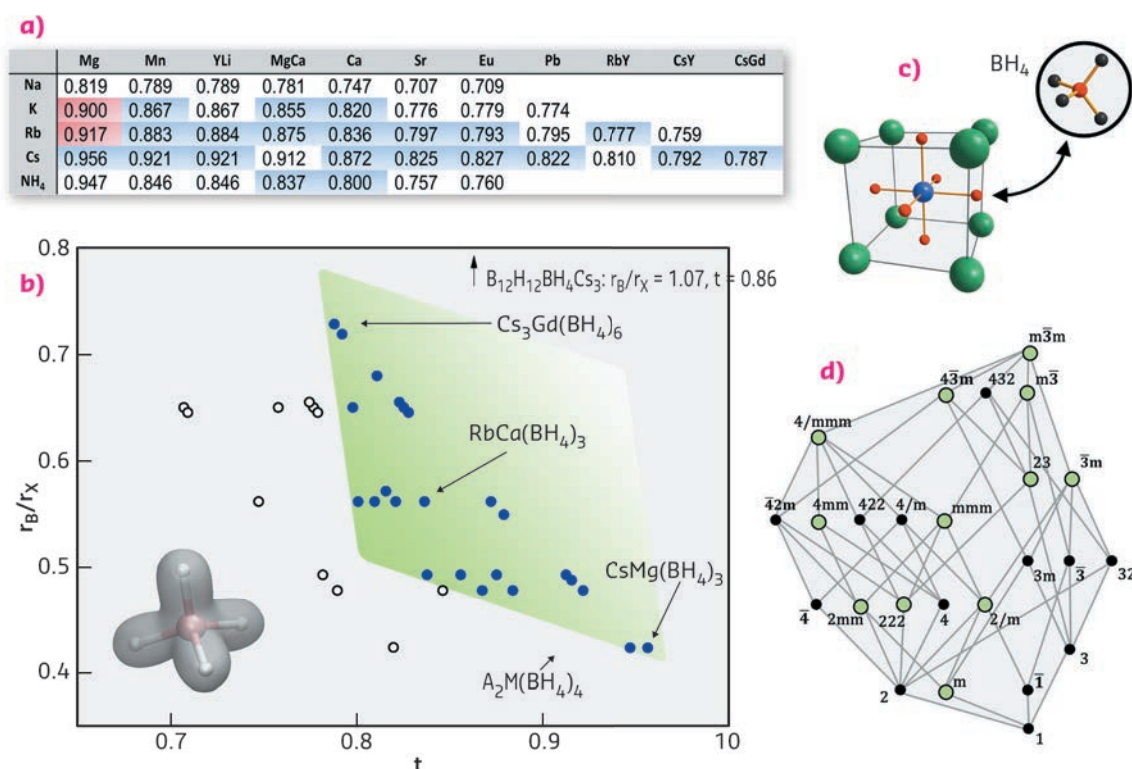 a)
Mg Mn YLi MgCa Ca Sr Eu Pb RbY CsY CsGd
Na 0.819 0.789 0.789 0.781 0.747 0.707 0.709
K 0.900 0.867 0.867 0.855 0.820 0.776 0.779 0.774
Rb 0.917 0.883 0.884 0.875 0.836 0.797 0.793 0.795 0.777 0.759
Cs 0.956 0.921 0.921 0.912 0.872 0.825 0.827 0.822 0.810 0.792 0.787
NH₄ 0.947 0.846 0.846 0.837 0.800 0.757 0.760
b)
0.8
0.7
0.6
0.5
0.4
r_B/r_X
B₁₂H₁₂BH₄Cs₃: r_B/r_X = 1.07, t = 0.86
Cs₃Gd(BH₄)₆
RbCa(BH₄)₃
CsMg(BH₄)₃
A₂M(BH₄)₄
0.7 0.8 0.9 10
t
c)
BH₄
d)
m3̅m
43̅m 432 m3̅
4/mmm
23 3̅m
4̅2m 4mm 422 4/m mmm
3m 3̅ 32
4̅ 2mm 222 4 2/m
3
2 m 1̅
1